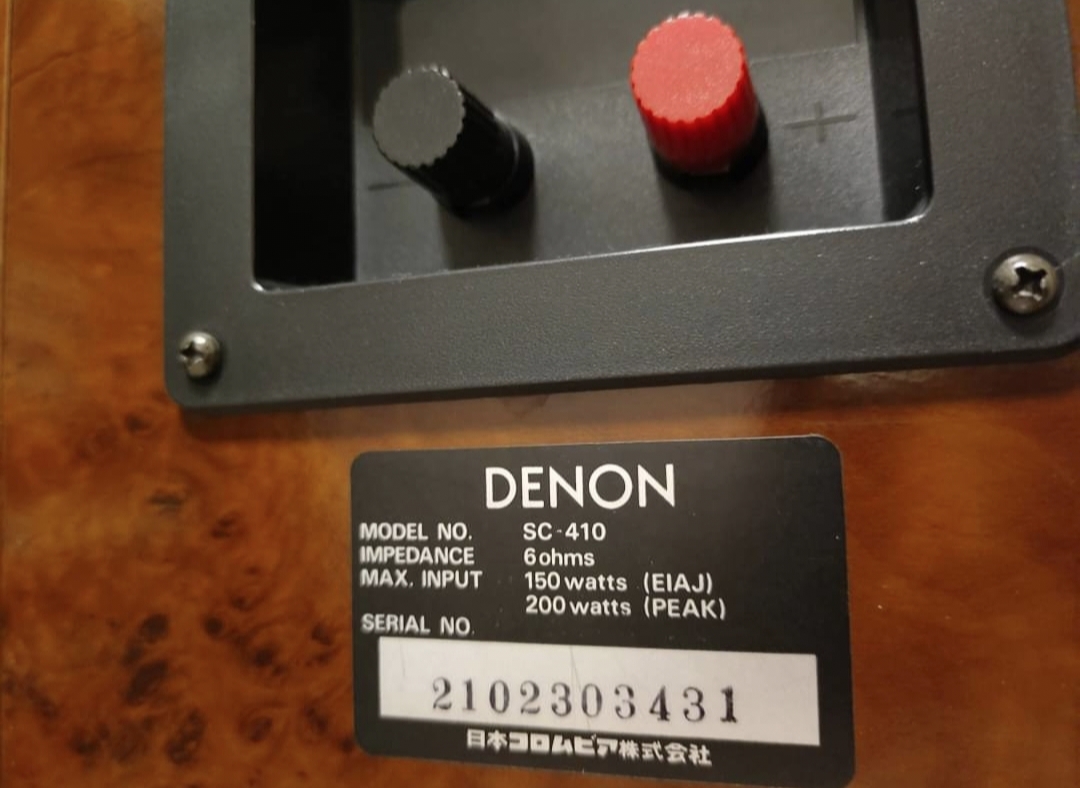 - +
DENON
MODEL NO. SC-410
IMPEDANCE 6ohms
MAX. INPUT 150watts (EIAJ)
200watts (PEAK)
SERIAL NO.
2102303431
日本コロムビア株式会社